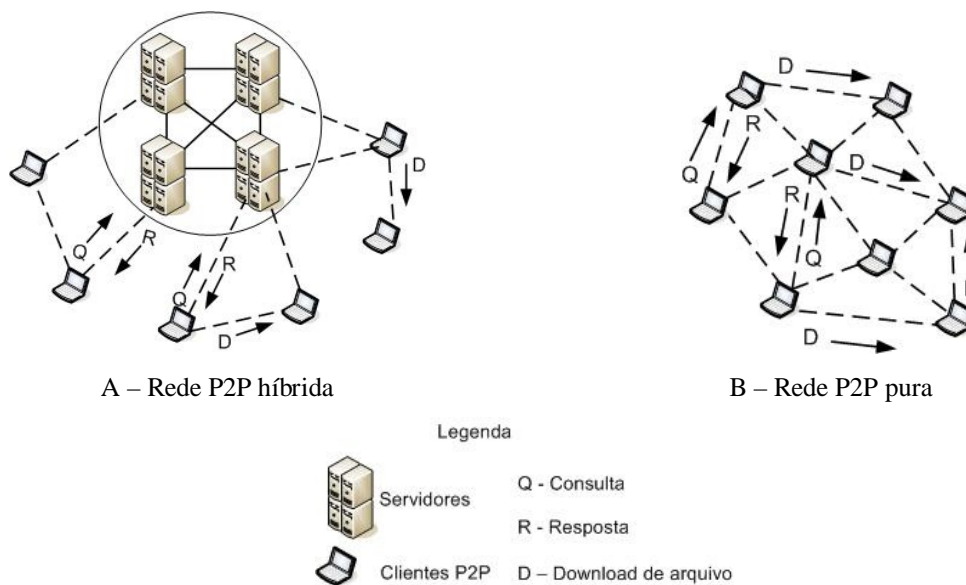 D
D
R
Q
D
D
R
Q
R
Q
R
Q
D
D
A – Rede P2P híbrida
B – Rede P2P pura
Legenda
Servidores
Q - Consulta
R - Resposta
Clientes P2P
D – Download de arquivo